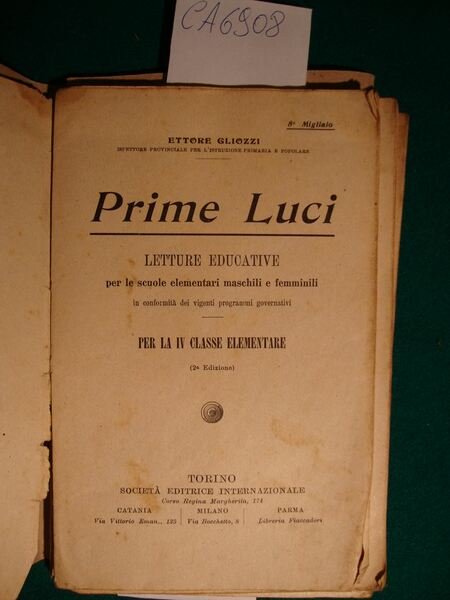 CA6908
8º Migliaio
ETTORE GLIOZZI
ISPETTORE PROVINCIALE PER L'ISTRUZIONE PRIMARIA E POPOLARE
Prime Luci
LETTURE EDUCATIVE
per le scuole elementari maschili e femminili
in conformità dei vigenti programmi governativi
PER LA IV CLASSE ELEMENTARE
(2ª Edizione)
TORINO
SOCIETÀ EDITRICE INTERNAZIONALE
Corso Regina Margherita, 174
CATANIA MILANO PARMA
Via Vittorio Eman., 135 Via Bocchetto, 8 Libreria Fiaccadori